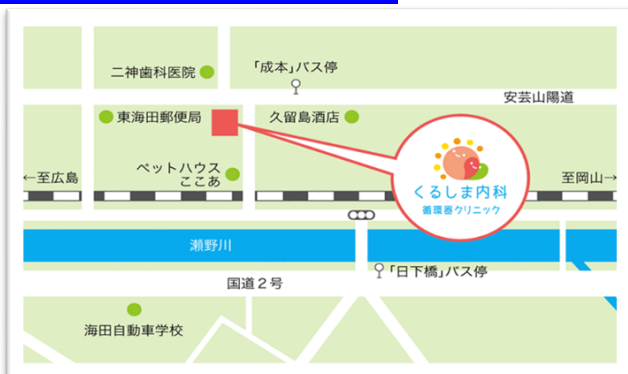 二神歯科医院
「成本」バス停
安芸山陽道
東海田郵便局
久留島酒店
←至広島
ペットハウス
ここあ
くるしま内科
循環器クリニック
至岡山→
瀬野川
「日下橋」バス停
国道2号
海田自動車学校